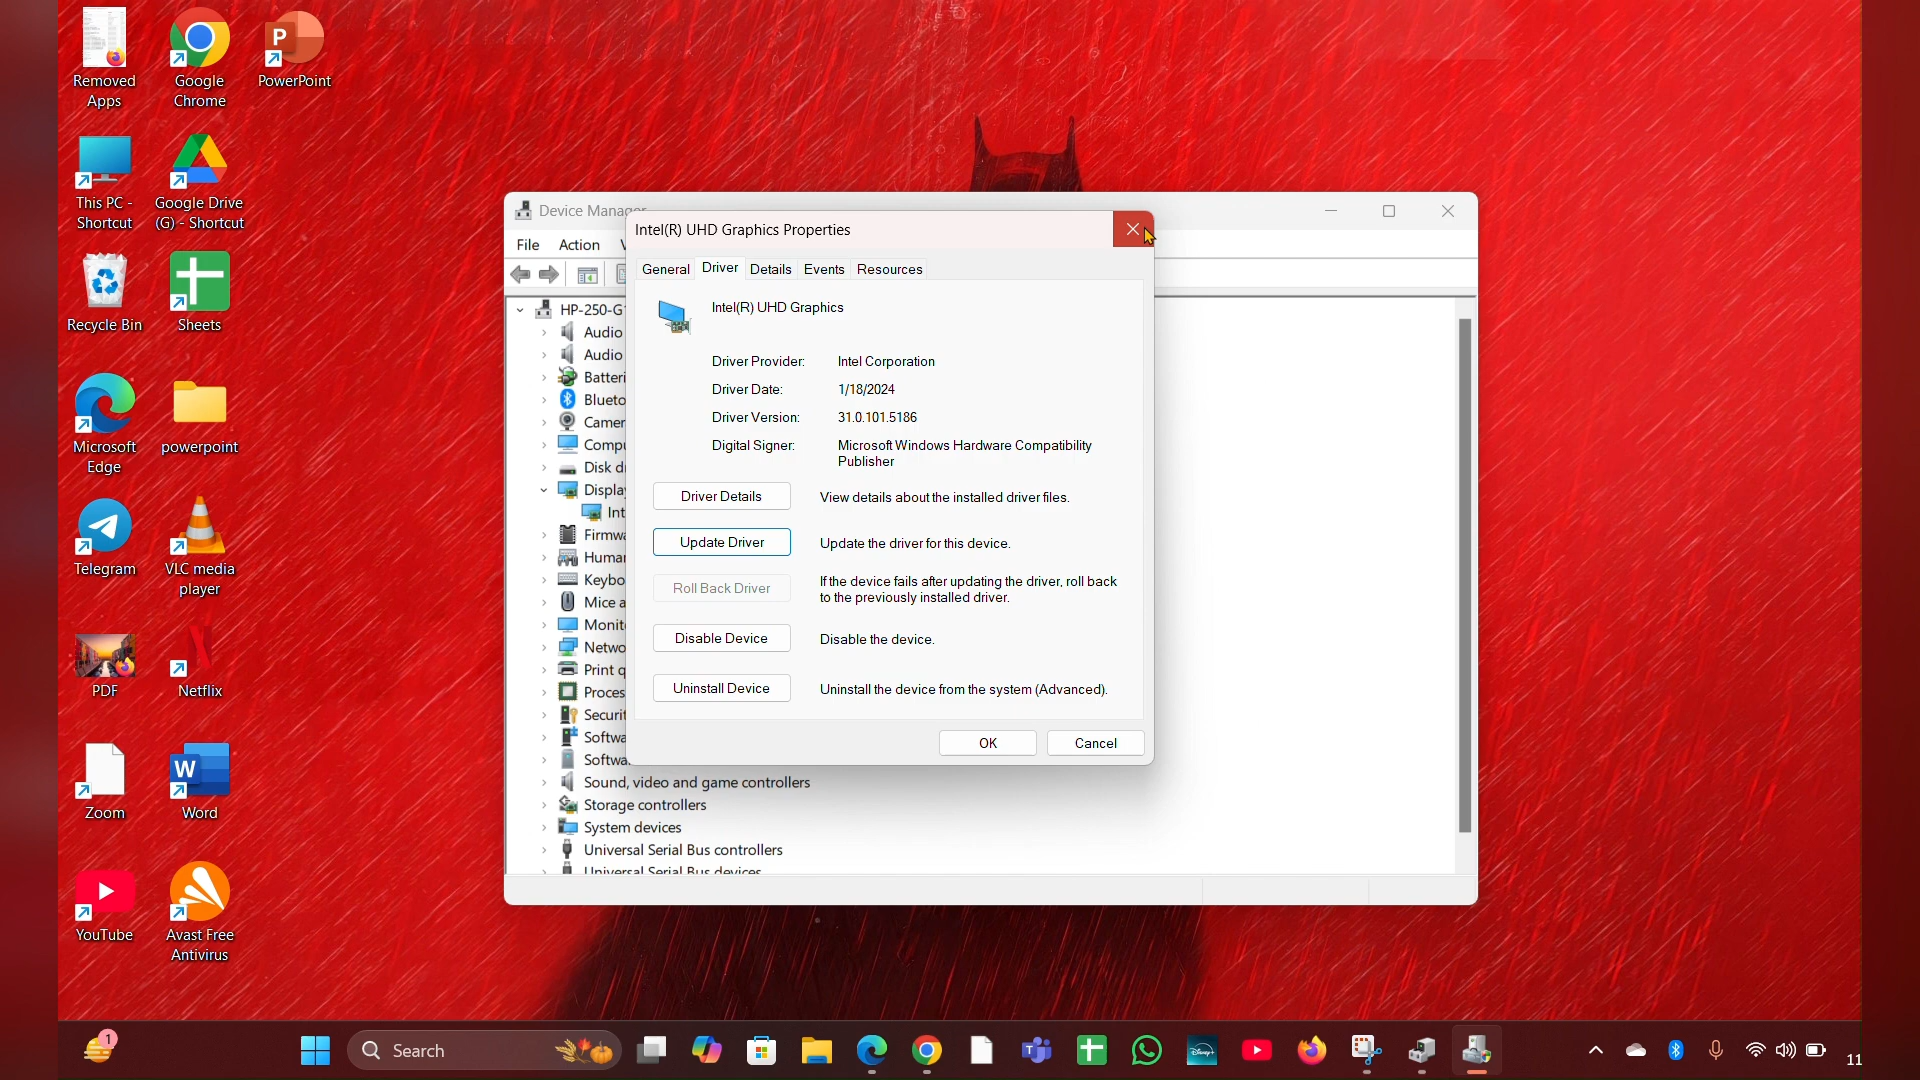 Removed
Apps
Google
Chrome
P
PowerPoint
This PC -
Shortcut
Google Drive
(G) - Shortcut
Recycle Bin
Sheets
Microsoft
Edge
powerpoint
Telegram
VLC media
player
PDF
Netflix
Zoom
W
Word
YouTube
Avast Free
Antivirus
Device Manager
File
Action
Intel(R) UHD Graphics Properties
General
Driver
Details
Events
Resources
Intel(R) UHD Graphics
Driver Provider:
Intel Corporation
Driver Date:
1/18/2024
Driver Version:
31.0.101.5186
Digital Signer:
Microsoft Windows Hardware Compatibility
Publisher
Driver Details
View details about the installed driver files.
Update Driver
Update the driver for this device.
Roll Back Driver
If the device fails after updating the driver, roll back
to the previously installed driver.
Disable Device
Disable the device.
Uninstall Device
Uninstall the device from the system (Advanced).
OK
Cancel
HP-250-G
Audio
Audio
Batteri
Blueto
Camer
Compu
Disk d
Display
Int
Firmwa
Human
Keybo
Mice a
Monit
Netwo
Print q
Proces
Securit
Softwa
Softwa
Sound, video and game controllers
Storage controllers
System devices
Universal Serial Bus controllers
Universal Serial Bus devices
1
Search
T
Disney+
11